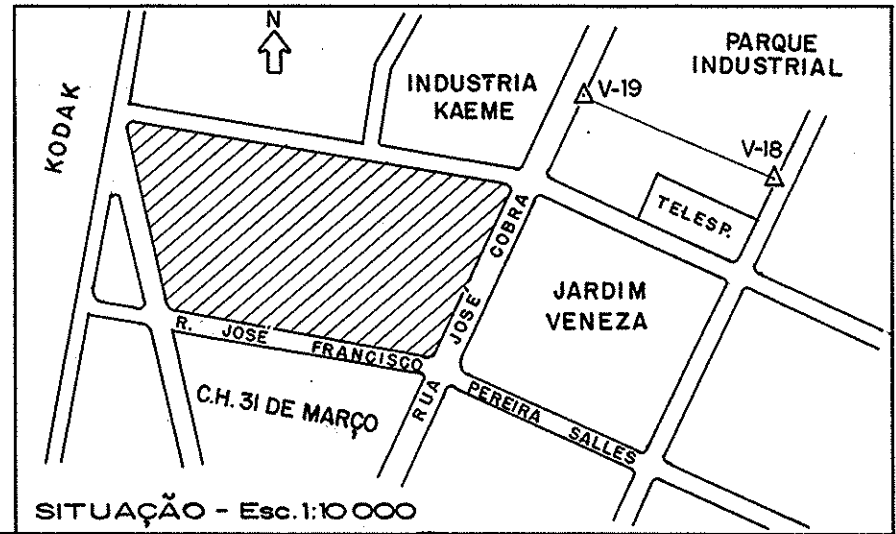 N
PARQUE
INDUSTRIAL
INDUSTRIA
KAEME
V-19
KODAK
V-18
TELESP.
RUA JOSÉ COBRA
JARDIM
VENEZA
R. JOSÉ FRANCISCO PEREIRA SALLES
C.H. 31 DE MARÇO
SITUAÇÃO - Esc. 1:10 000